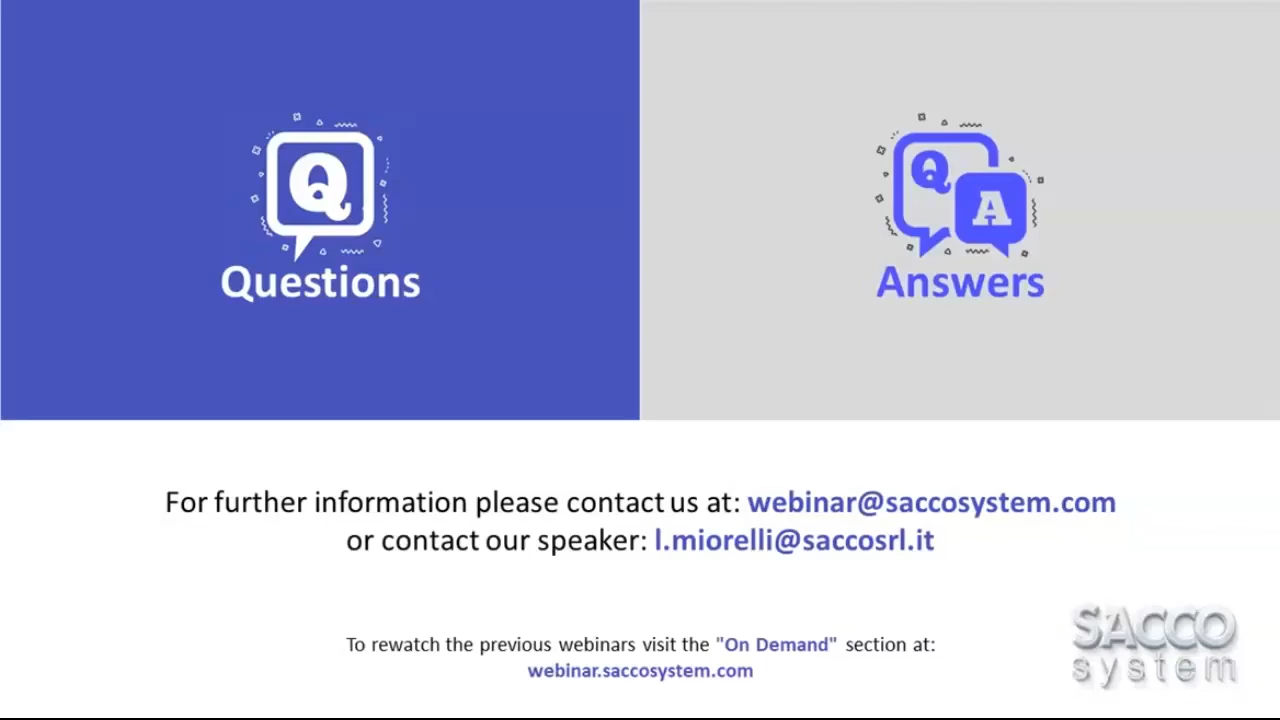 Q
Questions
Q
A
Answers
For further information please contact us at: webinar@saccosystem.com
or contact our speaker: l.miorelli@saccosrl.it
To rewatch the previous webinars visit the "On Demand" section at:
webinar.saccosystem.com
SACCO
system